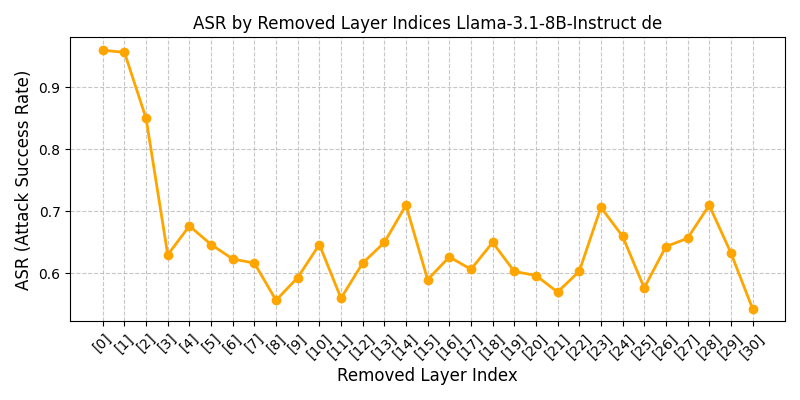 ASR by Removed Layer Indices Llama-3.1-8B-Instruct de
ASR (Attack Success Rate)
0.9
0.8
0.7
0.6
[0] [1] [2] [3] [4] [5] [6] [7] [8] [9] [10] [11] [12] [13] [14] [15] [16] [17] [18] [19] [20] [21] [22] [23] [24] [25] [26] [27] [28] [29] [30]
Removed Layer Index